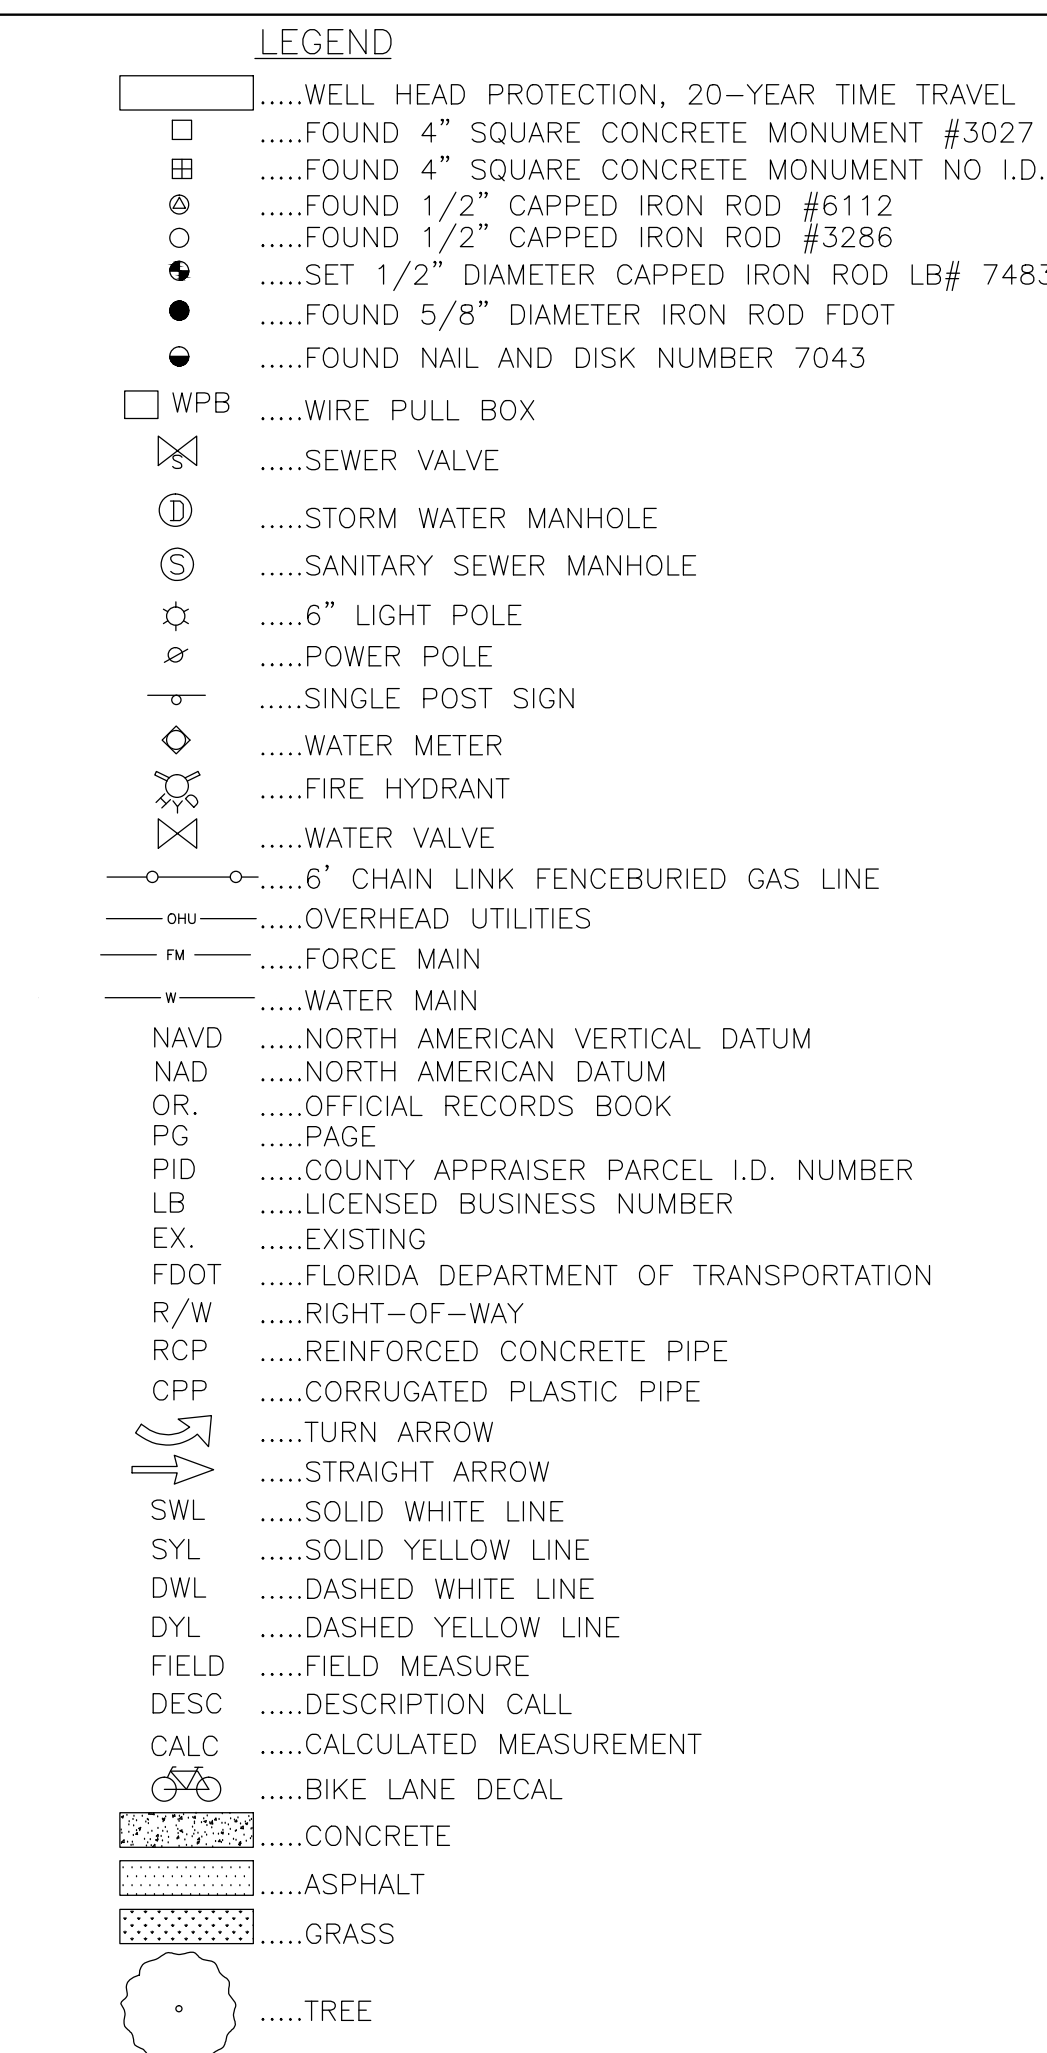 LEGEND
.....WELL HEAD PROTECTION, 20-YEAR TIME TRAVEL
.....FOUND 4" SQUARE CONCRETE MONUMENT #3027
.....FOUND 4" SQUARE CONCRETE MONUMENT NO I.D.
.....FOUND 1/2" CAPPED IRON ROD #6112
.....FOUND 1/2" CAPPED IRON ROD #3286
.....SET 1/2" DIAMETER CAPPED IRON ROD LB# 7483
.....FOUND 5/8" DIAMETER IRON ROD FDOT
.....FOUND NAIL AND DISK NUMBER 7043
WPB .....WIRE PULL BOX
S .....SEWER VALVE
D .....STORM WATER MANHOLE
S .....SANITARY SEWER MANHOLE
.....6" LIGHT POLE
.....POWER POLE
.....SINGLE POST SIGN
.....WATER METER
HYD .....FIRE HYDRANT
.....WATER VALVE
.....6' CHAIN LINK FENCEBURIED GAS LINE
OHU .....OVERHEAD UTILITIES
FM .....FORCE MAIN
W .....WATER MAIN
NAVD .....NORTH AMERICAN VERTICAL DATUM
NAD .....NORTH AMERICAN DATUM
OR. .....OFFICIAL RECORDS BOOK
PG .....PAGE
PID .....COUNTY APPRAISER PARCEL I.D. NUMBER
LB .....LICENSED BUSINESS NUMBER
EX. .....EXISTING
FDOT .....FLORIDA DEPARTMENT OF TRANSPORTATION
R/W .....RIGHT-OF-WAY
RCP .....REINFORCED CONCRETE PIPE
CPP .....CORRUGATED PLASTIC PIPE
.....TURN ARROW
.....STRAIGHT ARROW
SWL .....SOLID WHITE LINE
SYL .....SOLID YELLOW LINE
DWL .....DASHED WHITE LINE
DYL .....DASHED YELLOW LINE
FIELD .....FIELD MEASURE
DESC .....DESCRIPTION CALL
CALC .....CALCULATED MEASUREMENT
.....BIKE LANE DECAL
.....CONCRETE
.....ASPHALT
.....GRASS
.....TREE